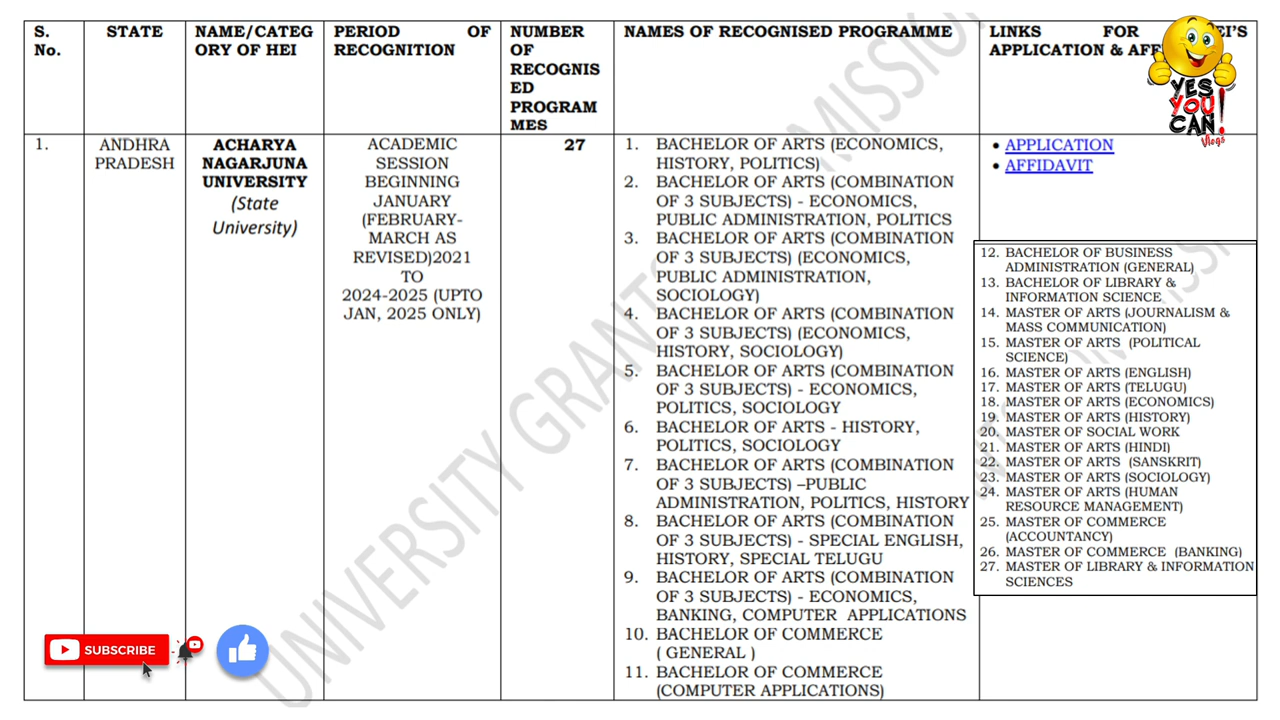 S. No.
STATE
NAME/CATEG
ORY OF HEI
PERIOD OF
RECOGNITION
NUMBER
OF
RECOGNIS
ED
PROGRAM
MES
NAMES OF RECOGNISED PROGRAMME
LINKS FOR EI'S
APPLICATION & AFF
YES
YOU
CAN!
Vlogs
1.
ANDHRA
PRADESH
ACHARYA
NAGARJUNA
UNIVERSITY
(State
University)
ACADEMIC
SESSION
BEGINNING
JANUARY
(FEBRUARY-
MARCH AS
REVISED)2021
TO
2024-2025 (UPTO
JAN, 2025 ONLY)
27
1. BACHELOR OF ARTS (ECONOMICS,
HISTORY, POLITICS)
2. BACHELOR OF ARTS (COMBINATION
OF 3 SUBJECTS) - ECONOMICS,
PUBLIC ADMINISTRATION, POLITICS
3. BACHELOR OF ARTS (COMBINATION
OF 3 SUBJECTS) (ECONOMICS,
PUBLIC ADMINISTRATION,
SOCIOLOGY)
4. BACHELOR OF ARTS (COMBINATION
OF 3 SUBJECTS) (ECONOMICS,
HISTORY, SOCIOLOGY)
5. BACHELOR OF ARTS (COMBINATION
OF 3 SUBJECTS) - ECONOMICS,
POLITICS, SOCIOLOGY
6. BACHELOR OF ARTS - HISTORY,
POLITICS, SOCIOLOGY
7. BACHELOR OF ARTS (COMBINATION
OF 3 SUBJECTS) –PUBLIC
ADMINISTRATION, POLITICS, HISTORY
8. BACHELOR OF ARTS (COMBINATION
OF 3 SUBJECTS) - SPECIAL ENGLISH,
HISTORY, SPECIAL TELUGU
9. BACHELOR OF ARTS (COMBINATION
OF 3 SUBJECTS) - ECONOMICS,
BANKING, COMPUTER APPLICATIONS
10. BACHELOR OF COMMERCE
( GENERAL )
11. BACHELOR OF COMMERCE
(COMPUTER APPLICATIONS)
• APPLICATION
• AFFIDAVIT
12. BACHELOR OF BUSINESS
ADMINISTRATION (GENERAL)
13. BACHELOR OF LIBRARY &
INFORMATION SCIENCE
14. MASTER OF ARTS (JOURNALISM &
MASS COMMUNICATION)
15. MASTER OF ARTS (POLITICAL
SCIENCE)
16. MASTER OF ARTS (ENGLISH)
17. MASTER OF ARTS (TELUGU)
18. MASTER OF ARTS (ECONOMICS)
19. MASTER OF ARTS (HISTORY)
20. MASTER OF SOCIAL WORK
21. MASTER OF ARTS (HINDI)
22. MASTER OF ARTS (SANSKRIT)
23. MASTER OF ARTS (SOCIOLOGY)
24. MASTER OF ARTS (HUMAN
RESOURCE MANAGEMENT)
25. MASTER OF COMMERCE
(ACCOUNTANCY)
26. MASTER OF COMMERCE (BANKING)
27. MASTER OF LIBRARY & INFORMATION
SCIENCES
SUBSCRIBE
UNIVERSITY GRANTS